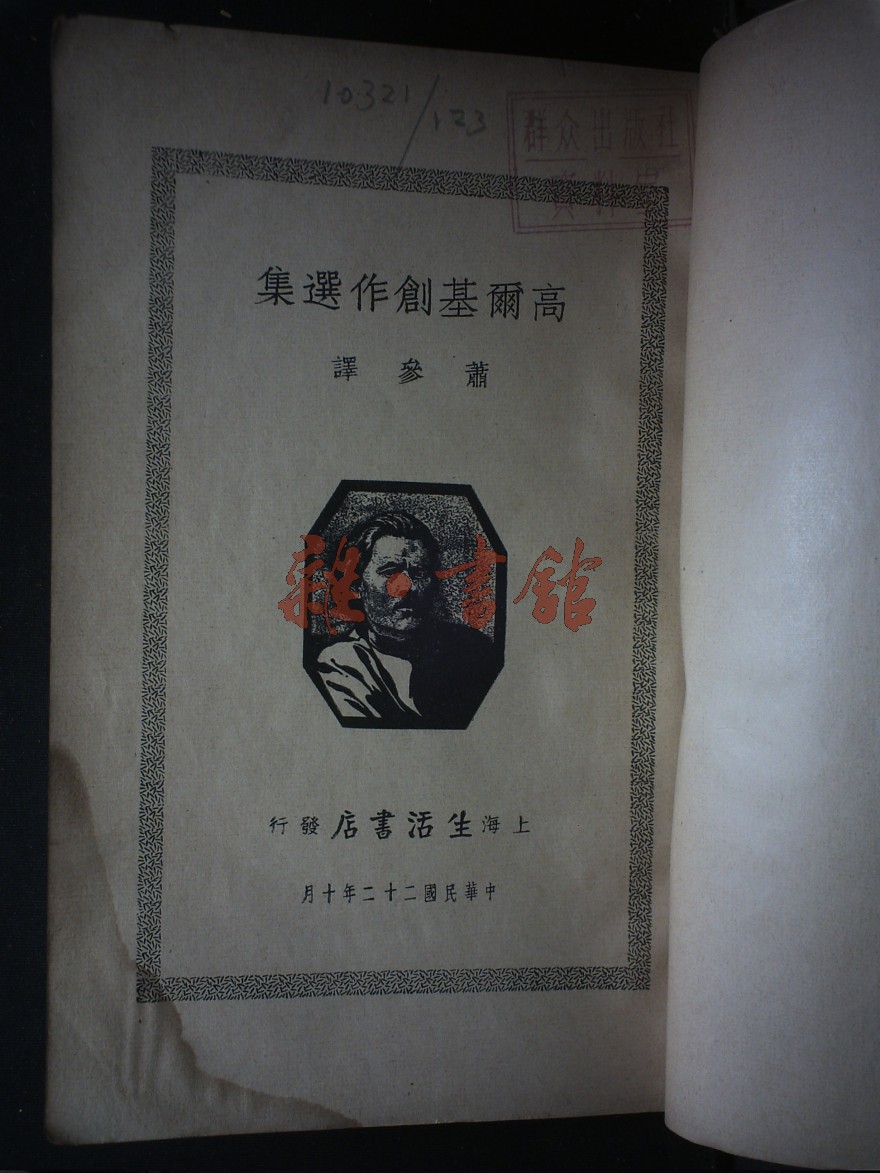 10321/123
群众出版社
資料室
高爾基創作選集
蕭參譯
雜·書館
上海生活書店發行
中華民國二十二年十月